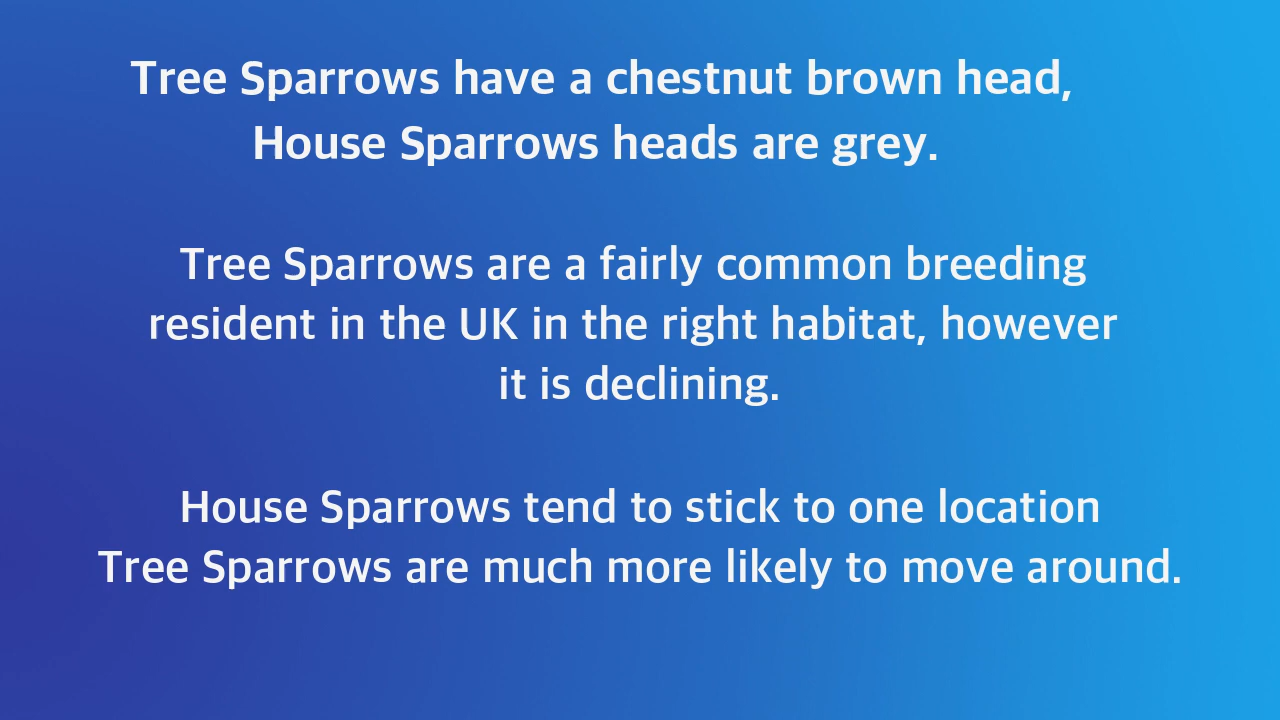 Tree Sparrows have a chestnut brown head,
House Sparrows heads are grey.
Tree Sparrows are a fairly common breeding
resident in the UK in the right habitat, however
it is declining.
House Sparrows tend to stick to one location
Tree Sparrows are much more likely to move around.